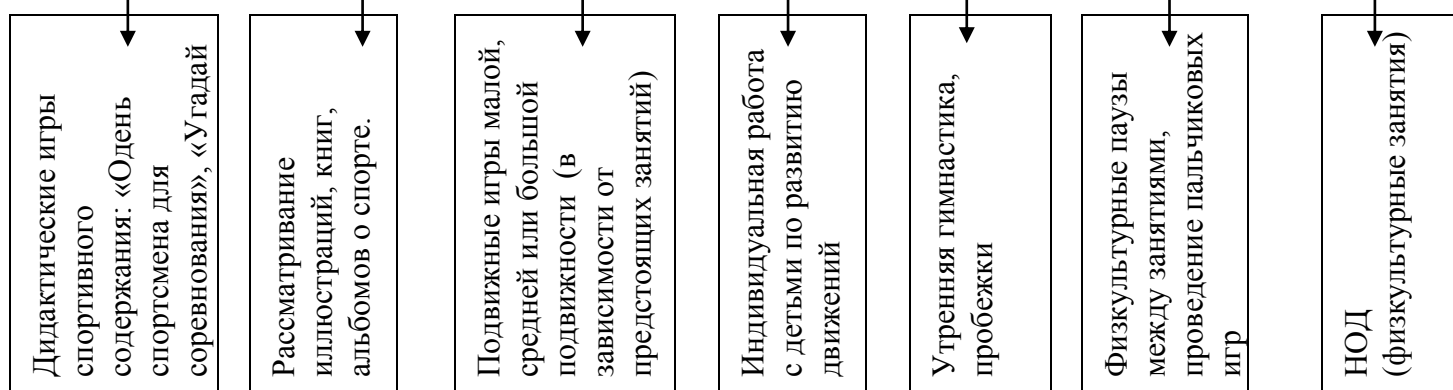 Дидактические игры
спортивного
содержания: «Одень
спортсмена для
соревнования», «Угадай
Рассматривание
иллюстраций, книг,
альбомов о спорте.
Подвижные игры малой,
средней или большой
подвижности (в
зависимости от
предстоящих занятий)
Индивидуальная работа
с детьми по развитию
движений
Утренняя гимнастика,
пробежки
Физкультурные паузы
между занятиями,
проведение пальчиковых
игр
НОД
(физкультурные занятия)